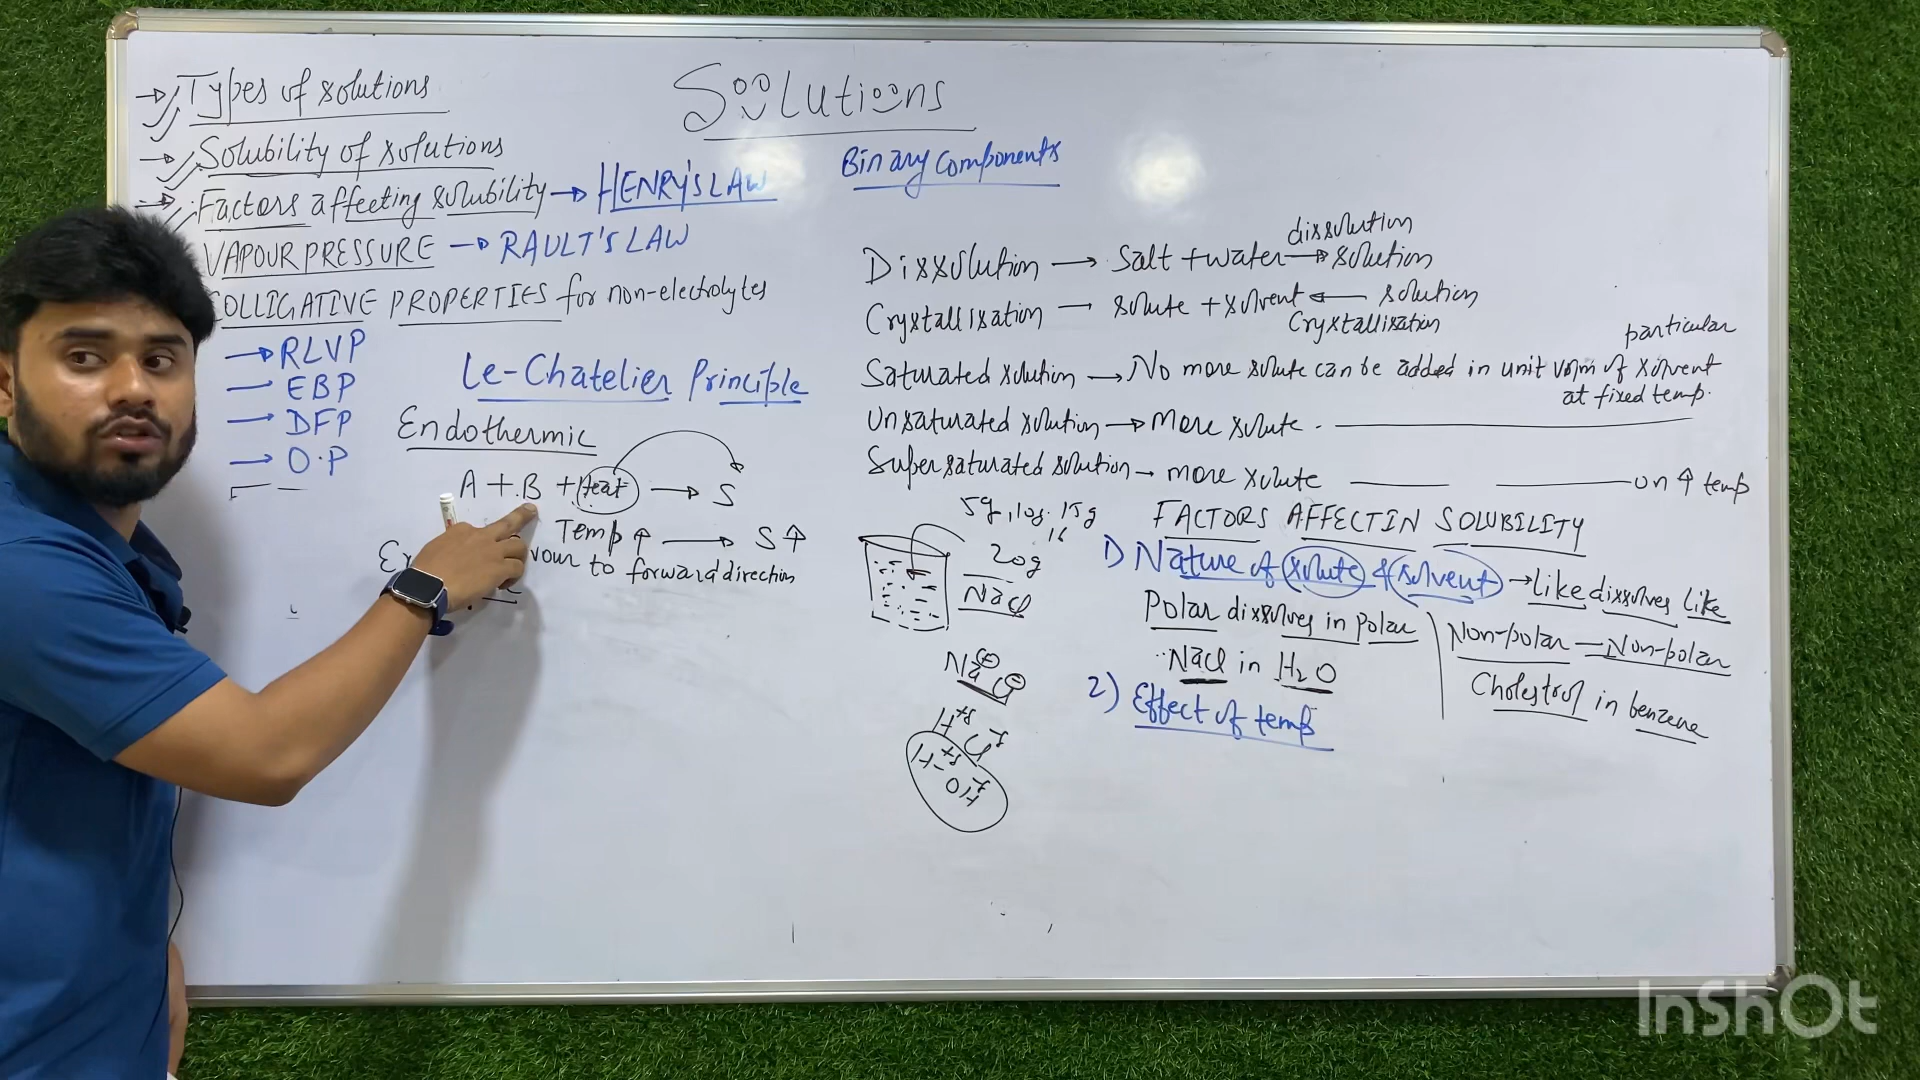 Solutions
Binary Components
Types of solutions
Solubility of solutions
Factors affecting solubility → HENRY'S LAW
VAPOUR PRESSURE → RAULT'S LAW
COLLIGATIVE PROPERTIES for non-electrolytes
→ RLVP
→ EBP
→ DFP
→ O.P
Le-Chatelier Principle
Endothermic
A + B + Heat → S
Temp ↑ → S ↑
vour to forward direction
Dissolution → Salt + water → solution
dissolution
Crystallisation → solute + solvent ← solution
Crystallisation
particular
Saturated solution → No more solute can be added in unit volm of solvent
at fixed temp.
Unsaturated solution → More solute
Supersaturated solution → more solute on ↑ temp
5g, 10g, 15g
16
20g
NaCl
Na⊕ Cl⊖
FACTORS AFFECTIN SOLUBILITY
1) Nature of solute & solvent → Like dissolves like
Polar dissolves in polar
NaCl in H₂O
Non-polar — Non-polar
Cholestrol in benzene
2) Effect of temp
InShOt